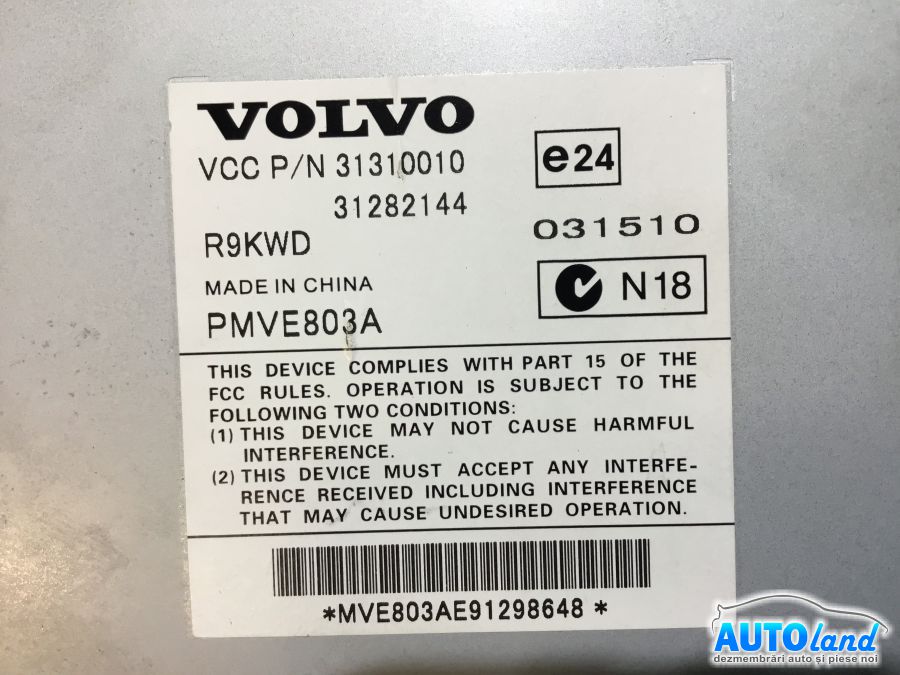 VOLVO
VCC P/N 31310010
31282144
e24
R9KWD
031510
MADE IN CHINA
N18
PMVE803A
THIS DEVICE COMPLIES WITH PART 15 OF THE
FCC RULES. OPERATION IS SUBJECT TO THE
FOLLOWING TWO CONDITIONS:
(1) THIS DEVICE MAY NOT CAUSE HARMFUL
INTERFERENCE.
(2) THIS DEVICE MUST ACCEPT ANY INTERFE-
RENCE RECEIVED INCLUDING INTERFERENCE
THAT MAY CAUSE UNDESIRED OPERATION.
*MVE803AE91298648 *
AUTOland
dezmembrări auto și piese noi